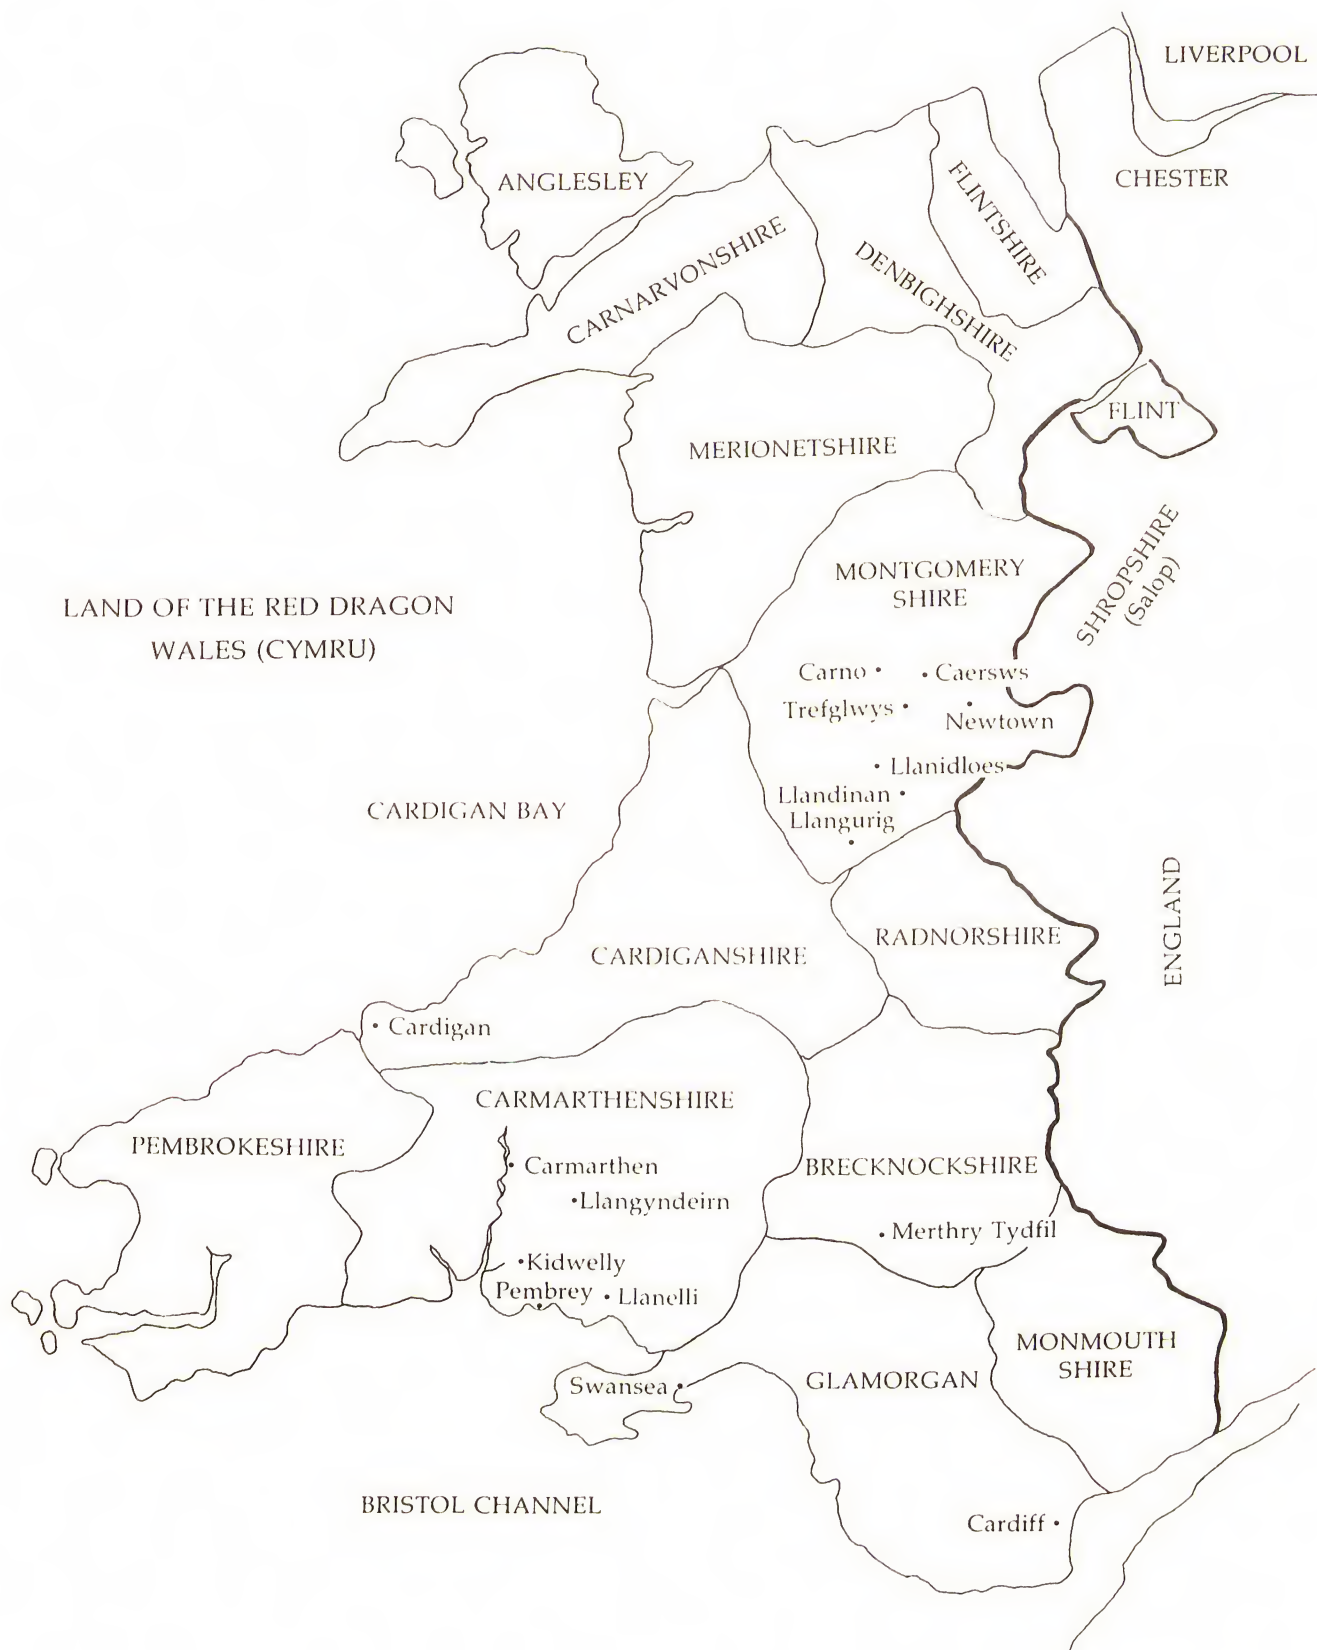 LIVERPOOL
CHESTER
ANGLESLEY
FLINTSHIRE
CARNARVONSHIRE
DENBIGHSHIRE
FLINT
MERIONETSHIRE
SHROPSHIRE
(Salop)
MONTGOMERY
SHIRE
LAND OF THE RED DRAGON
WALES (CYMRU)
Carno
Caersws
Trefglwys
Newtown
Llanidloes
Llandinan
Llangurig
CARDIGAN BAY
ENGLAND
RADNORSHIRE
CARDIGANSHIRE
Cardigan
CARMARTHENSHIRE
PEMBROKESHIRE
Carmarthen
BRECKNOCKSHIRE
Llangyndeirn
Merthry Tydfil
Kidwelly
Pembrey
Llanelli
MONMOUTH
SHIRE
Swansea
GLAMORGAN
BRISTOL CHANNEL
Cardiff